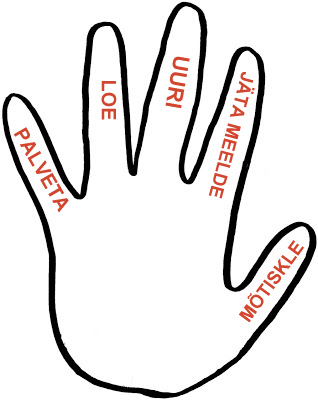 PALVETA
LOE
UURI
JÄTA MEELDE
MÕTISKLE